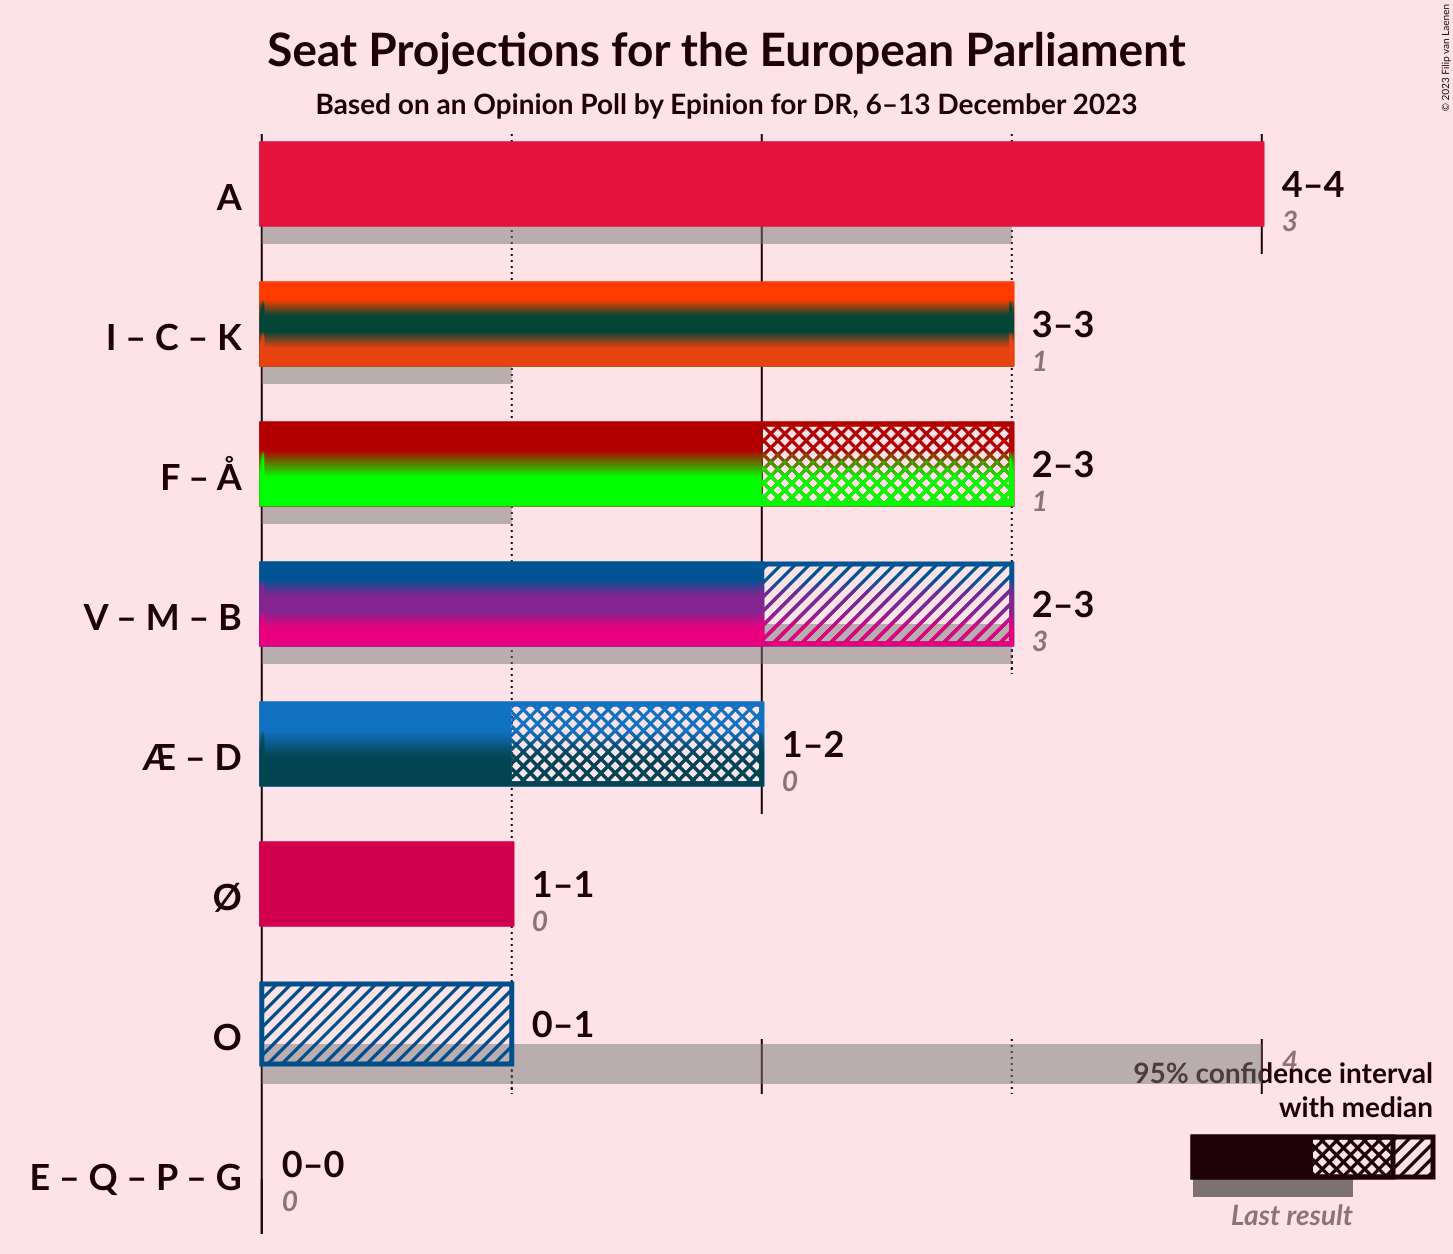 Seat Projections for the European Parliament
Based on an Opinion Poll by Epinion for DR, 6–13 December 2023
© 2023 Filip van Laenen
A
4–4
3
I – C – K
3–3
1
F – Å
2–3
1
V – M – B
2–3
3
Æ – D
1–2
0
Ø
1–1
0
O
0–1
4
E – Q – P – G
0–0
0
95% confidence interval
with median
Last result